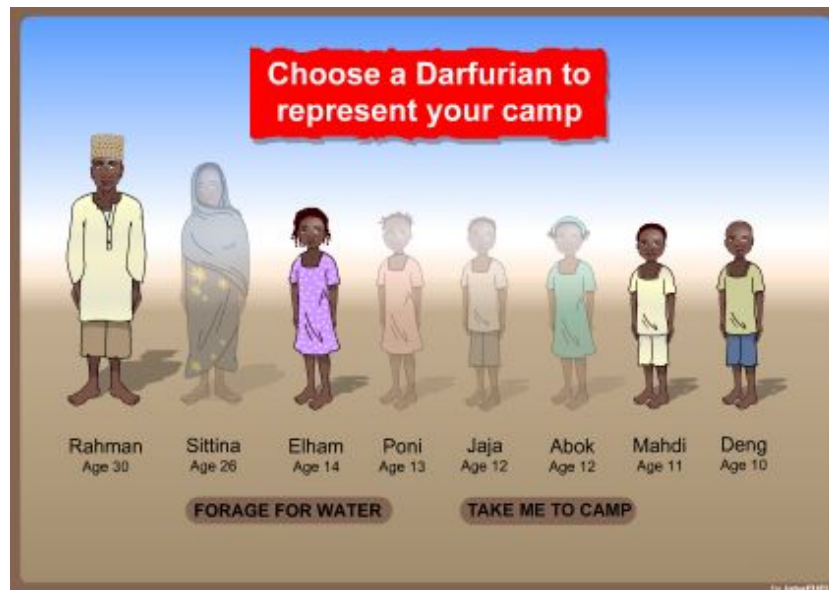 Choose a Darfurian to
represent your camp
Rahman Sittina Elham Poni Jaja Abok Mahdi Deng
Age 30 Age 26 Age 14 Age 13 Age 12 Age 12 Age 11 Age 10
FORAGE FOR WATER TAKE ME TO CAMP